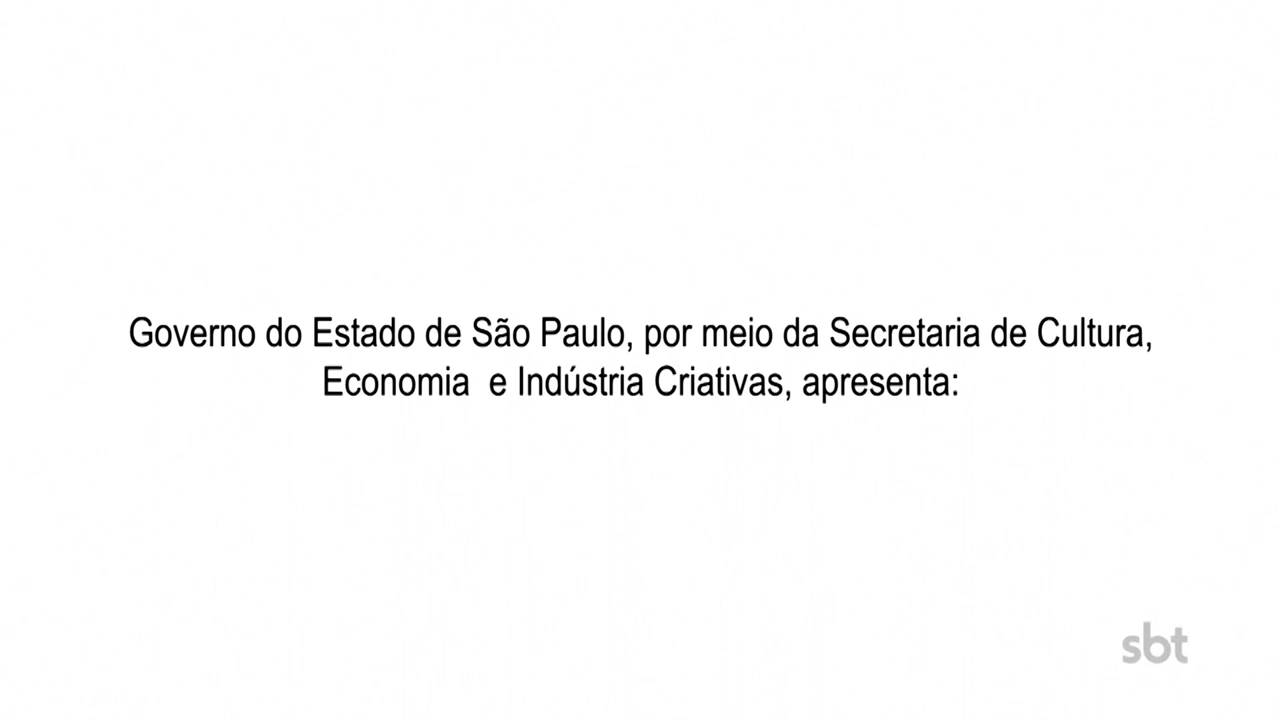 Governo do Estado de São Paulo, por meio da Secretaria de Cultura,
Economia e Indústria Criativas, apresenta:
sbt